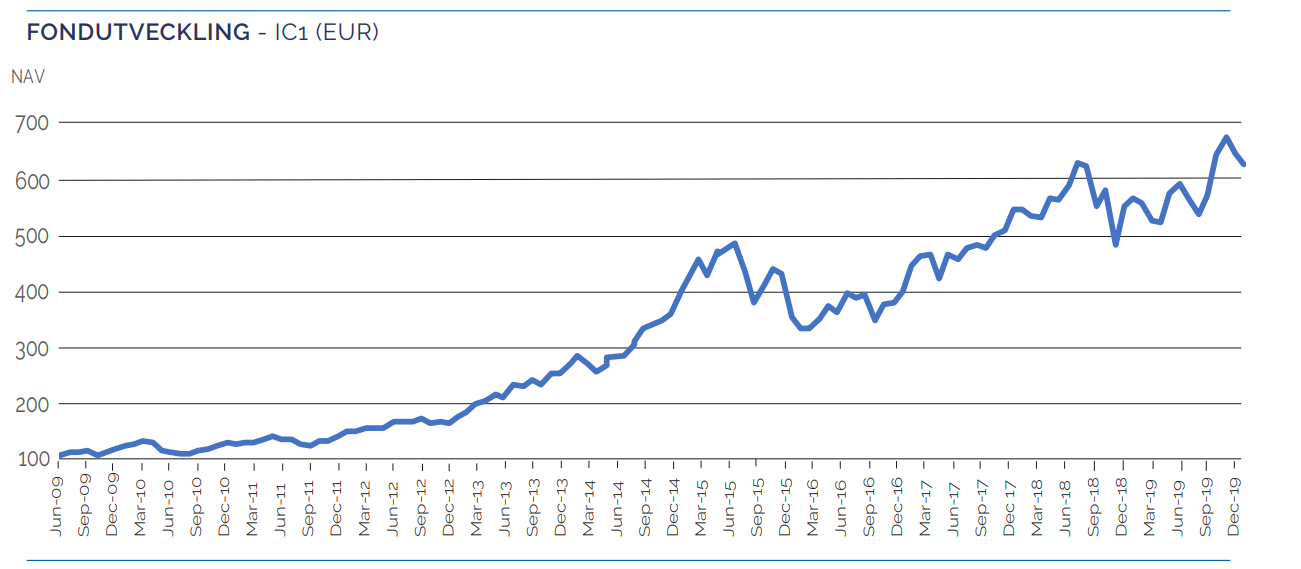 FONDUTVECKLING - IC1 (EUR)
NAV
700
600
500
400
300
200
100
Jun-09
Sep-09
Dec-09
Mar-10
Jun-10
Sep-10
Dec-10
Mar-11
Jun-11
Sep-11
Dec-11
Mar-12
Jun-12
Sep-12
Dec-12
Mar-13
Jun-13
Sep-13
Dec-13
Mar-14
Jun-14
Sep-14
Dec-14
Mar-15
Jun-15
Sep-15
Dec-15
Mar-16
Jun-16
Sep-16
Dec-16
Mar-17
Jun-17
Sep-17
Dec 17
Mar-18
Jun-18
Sep-18
Dec-18
Mar-19
Jun-19
Sep-19
Dec-19